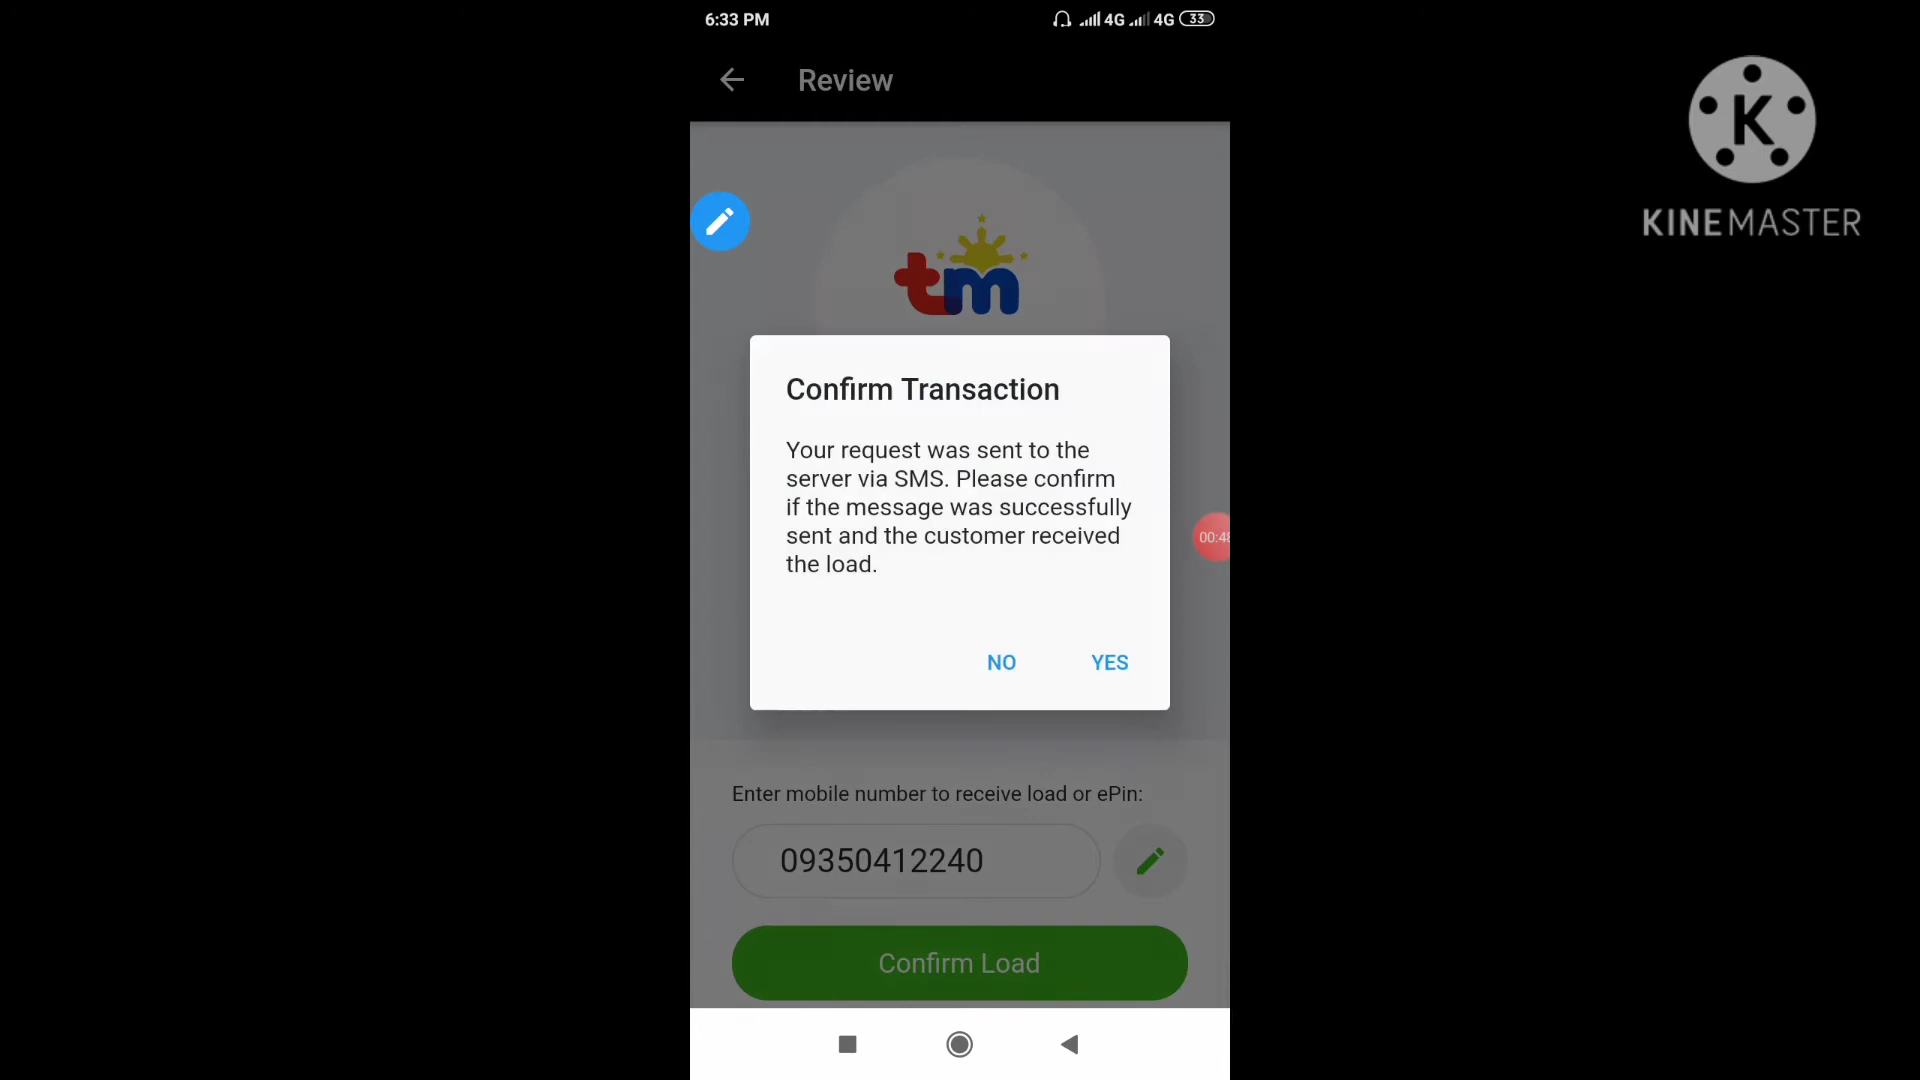 6:33 PM
4G 4G 33
Review
K
KINEMASTER
tm
Confirm Transaction
Your request was sent to the
server via SMS. Please confirm
if the message was successfully
sent and the customer received
the load.
NO YES
00:48
Enter mobile number to receive load or ePin:
09350412240
Confirm Load